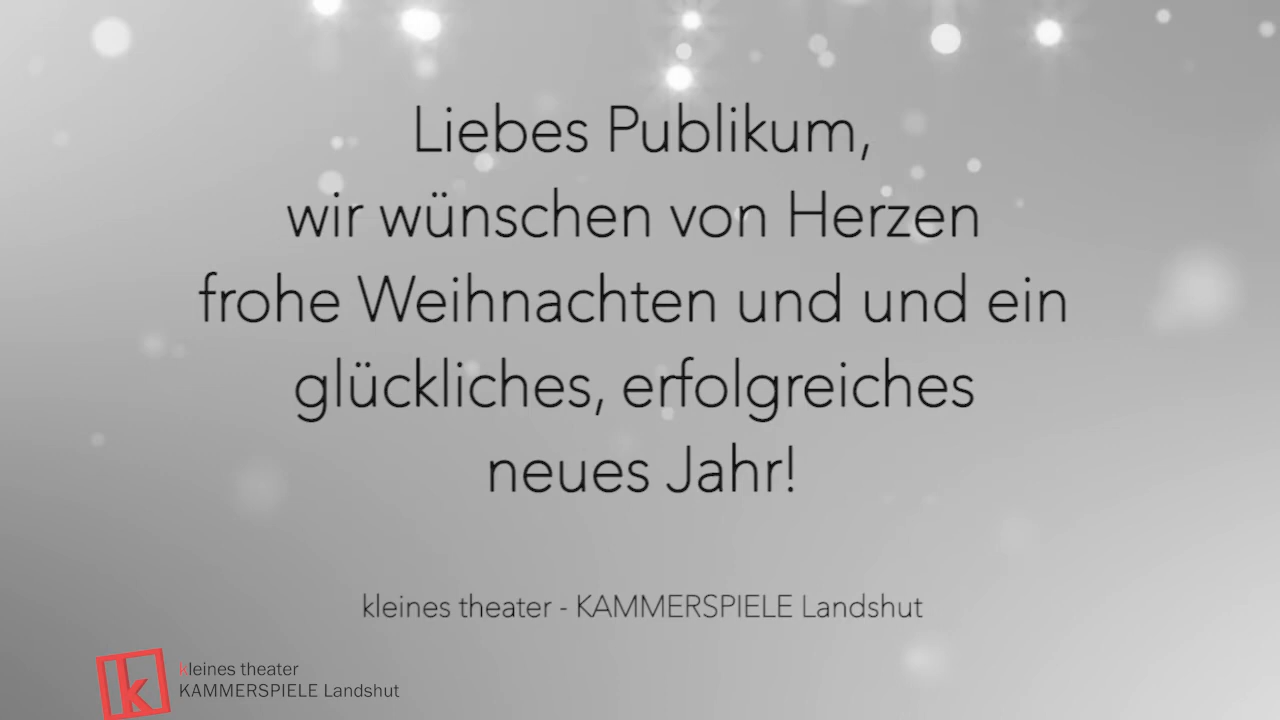 Liebes Publikum,
wir wünschen von Herzen
frohe Weihnachten und und ein
glückliches, erfolgreiches
neues Jahr!
kleines theater - KAMMERSPIELE Landshut
k
kleines theater
KAMMERSPIELE Landshut